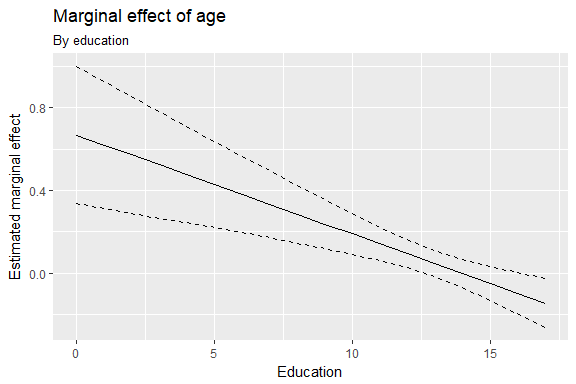 Marginal effect of age
By education
Estimated marginal effect
0.8
0.4
0.0
0 5 10 15
Education